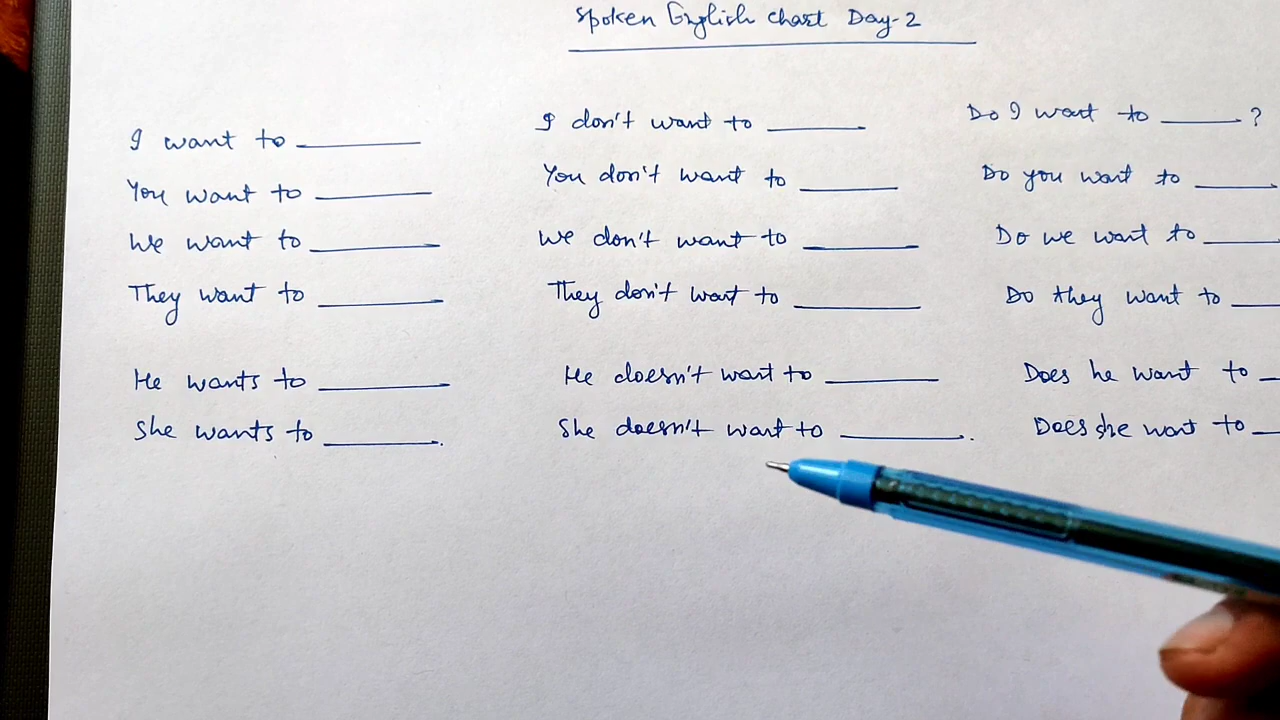 Spoken English chart Day-2
I want to ______ I don't want to ______ Do I want to ______ ?
You want to ______ You don't want to ______ Do you want to ______
We want to ______ We don't want to ______ Do we want to ______
They want to ______ They don't want to ______ Do they want to ______
He wants to ______ He doesn't want to ______ Does he want to ______
She wants to ______. She doesn't want to ______. Does she want to ______